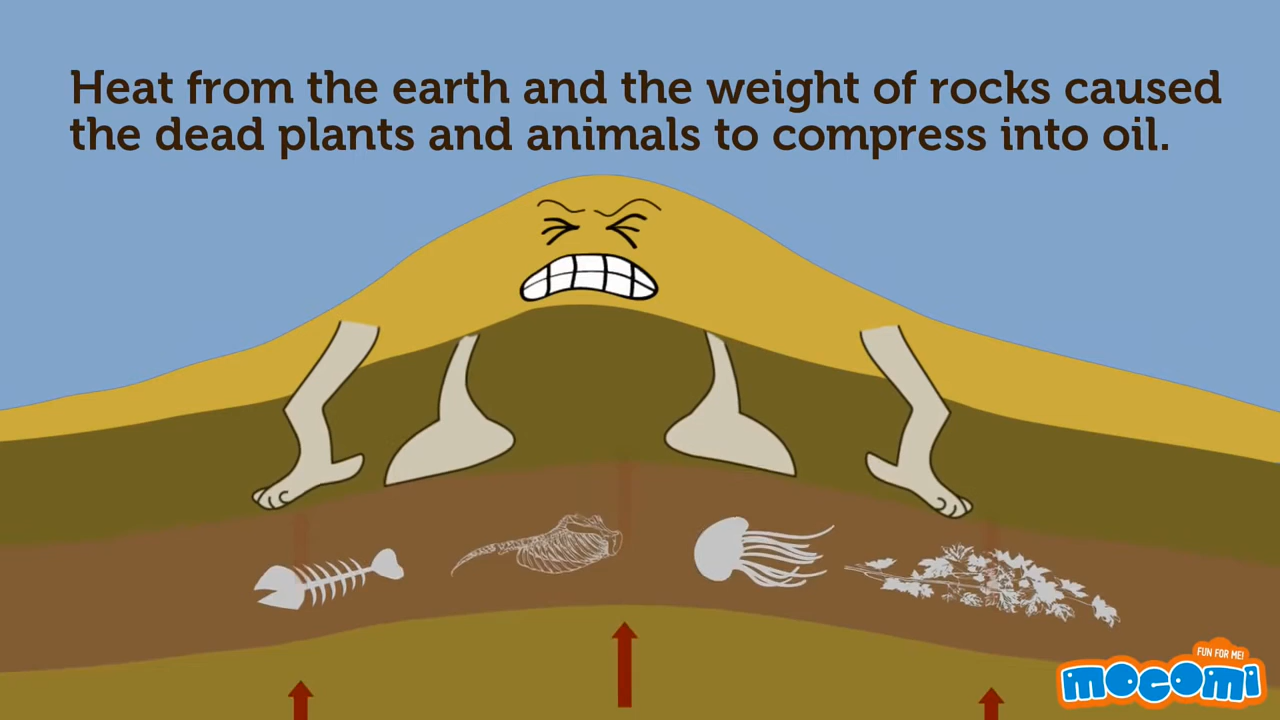 Heat from the earth and the weight of rocks caused
the dead plants and animals to compress into oil.
FUN FOR ME!
mocomi